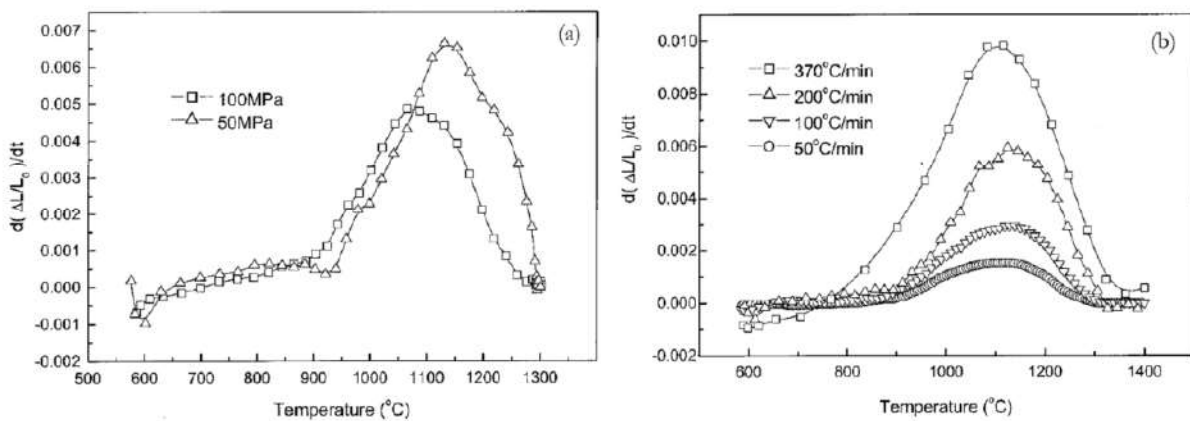 (a)
0.007
0.006
0.005
0.004
0.003
0.002
0.001
0.000
-0.001
-0.002
d( ΔL/L₀ )/dt
100MPa
50MPa
500 600 700 800 900 1000 1100 1200 1300
Temperature (°C)
(b)
0.010
0.008
0.006
0.004
0.002
0.000
-0.002
d( ΔL/L₀ )/dt
370°C/min
200°C/min
100°C/min
50°C/min
600 800 1000 1200 1400
Temperature (°C)